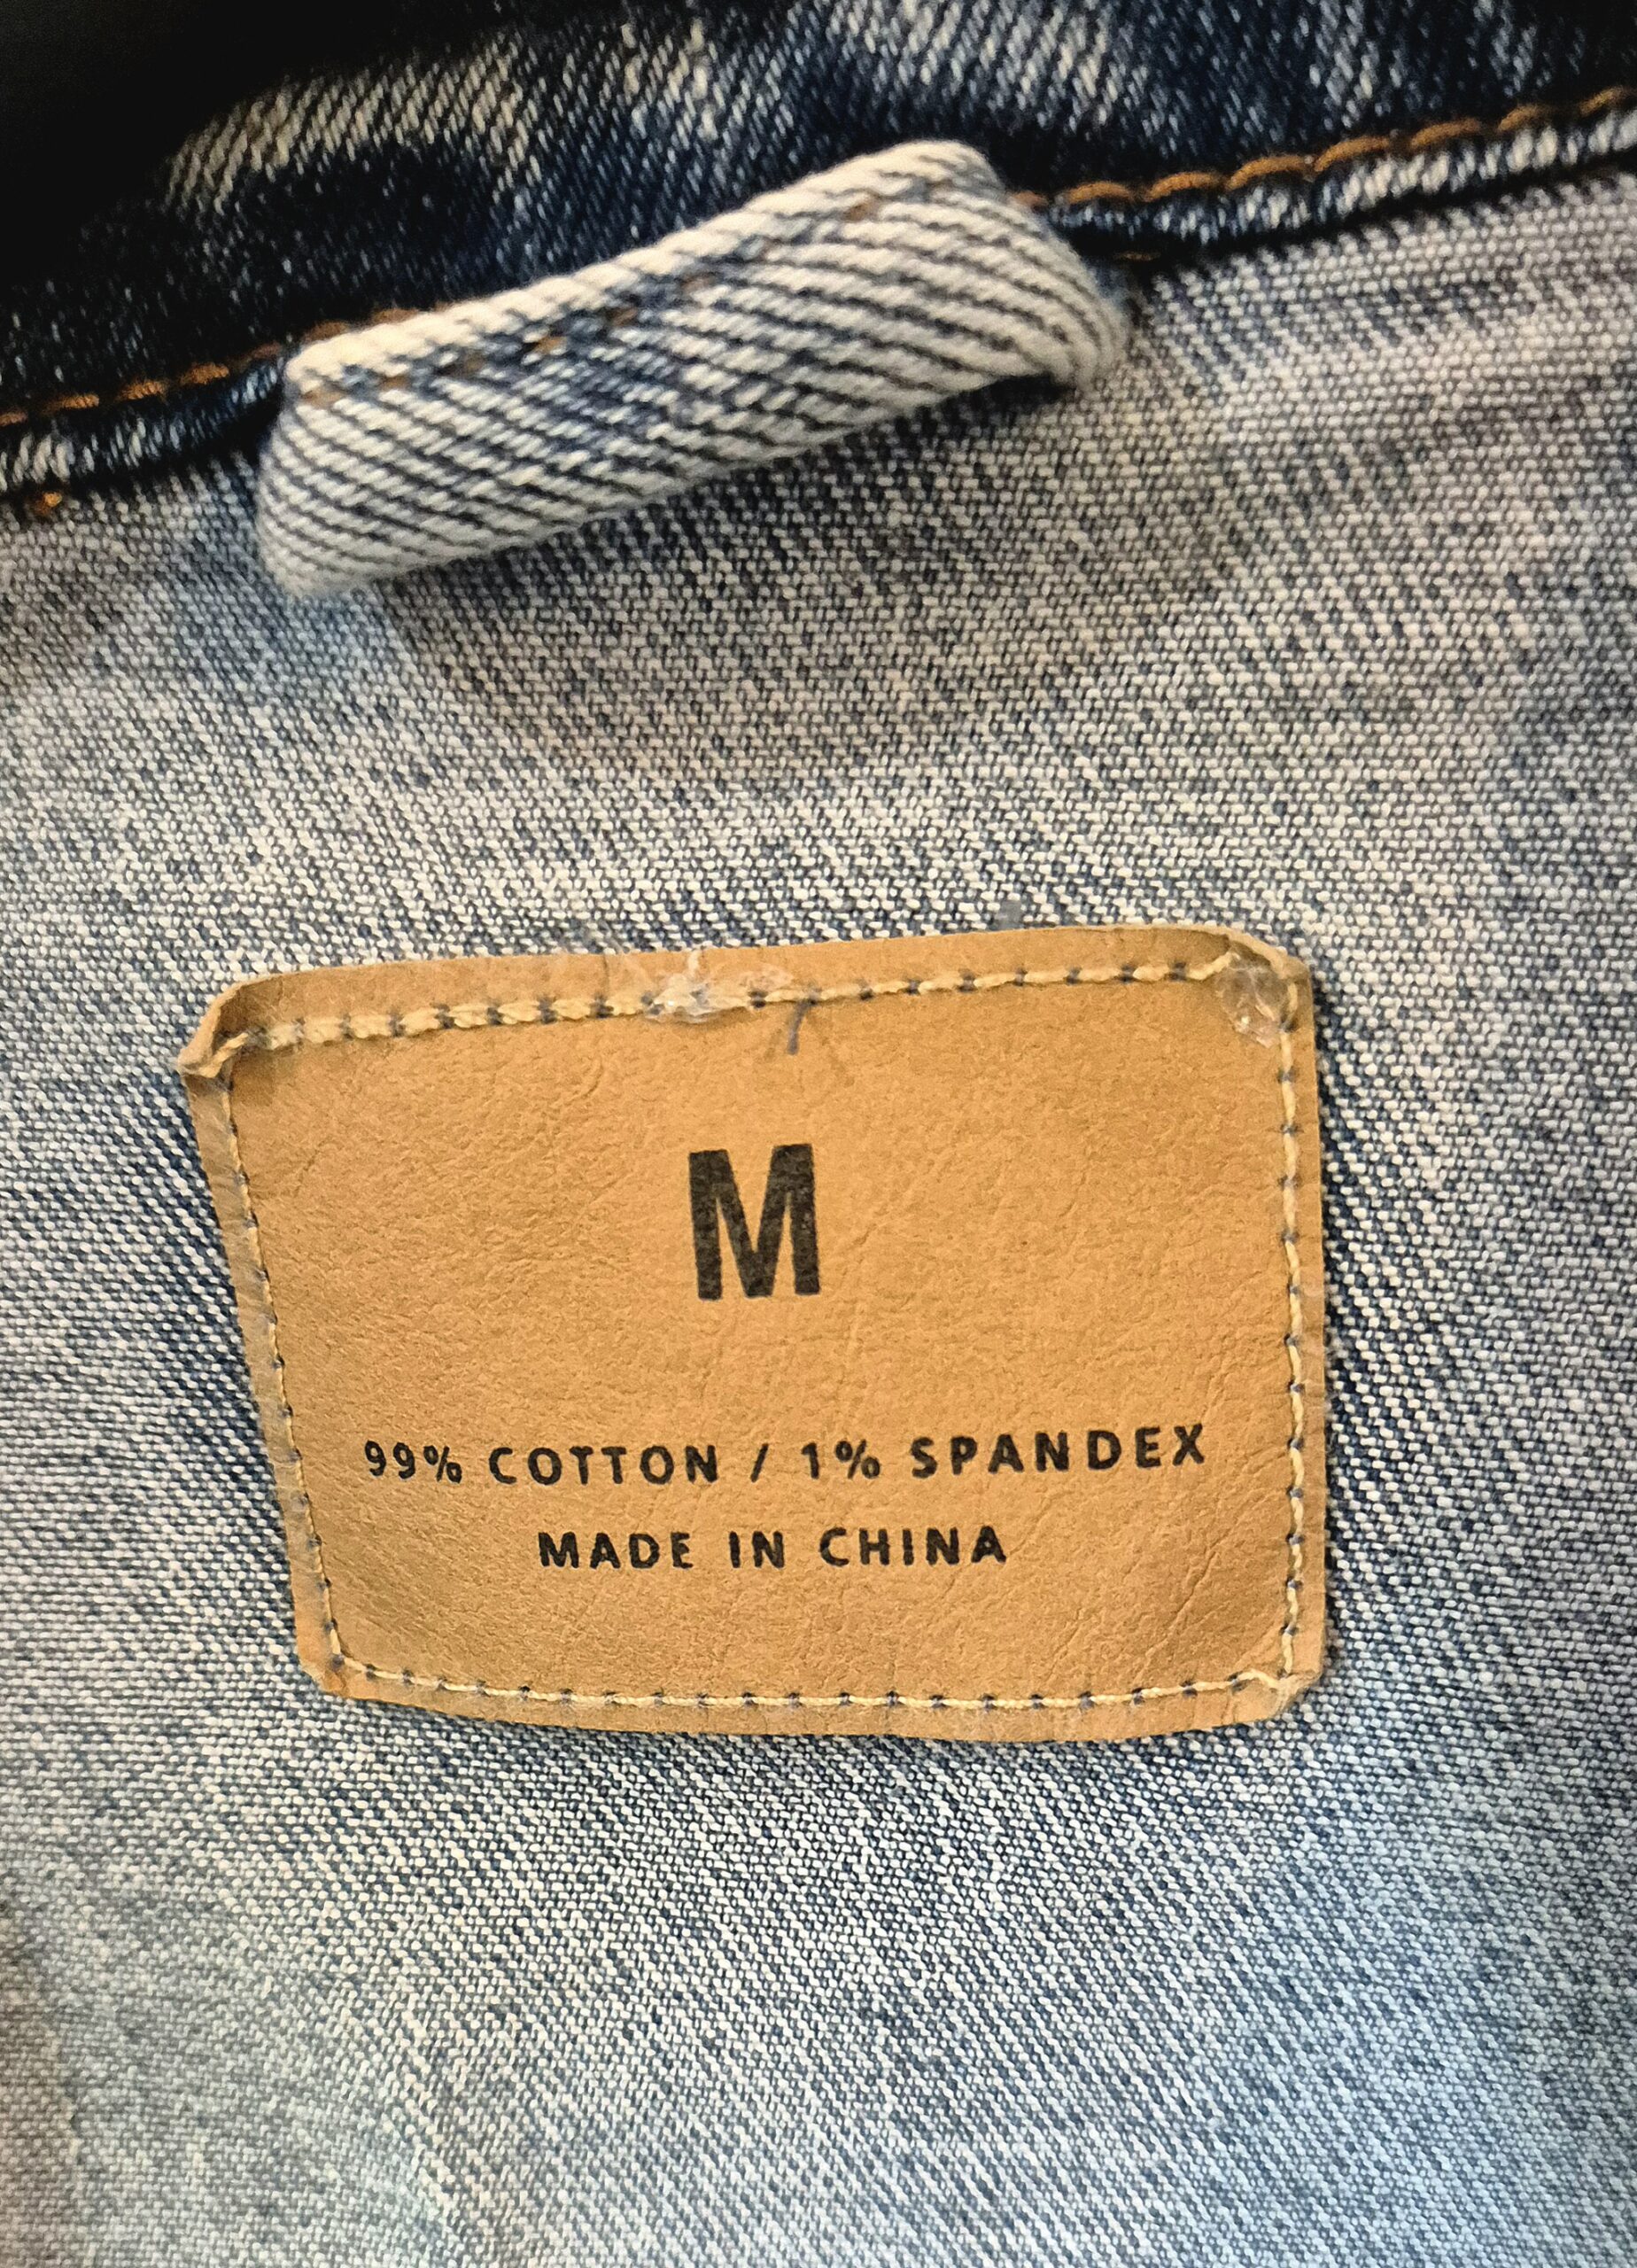 M
99% COTTON / 1% SPANDEX
MADE IN CHINA